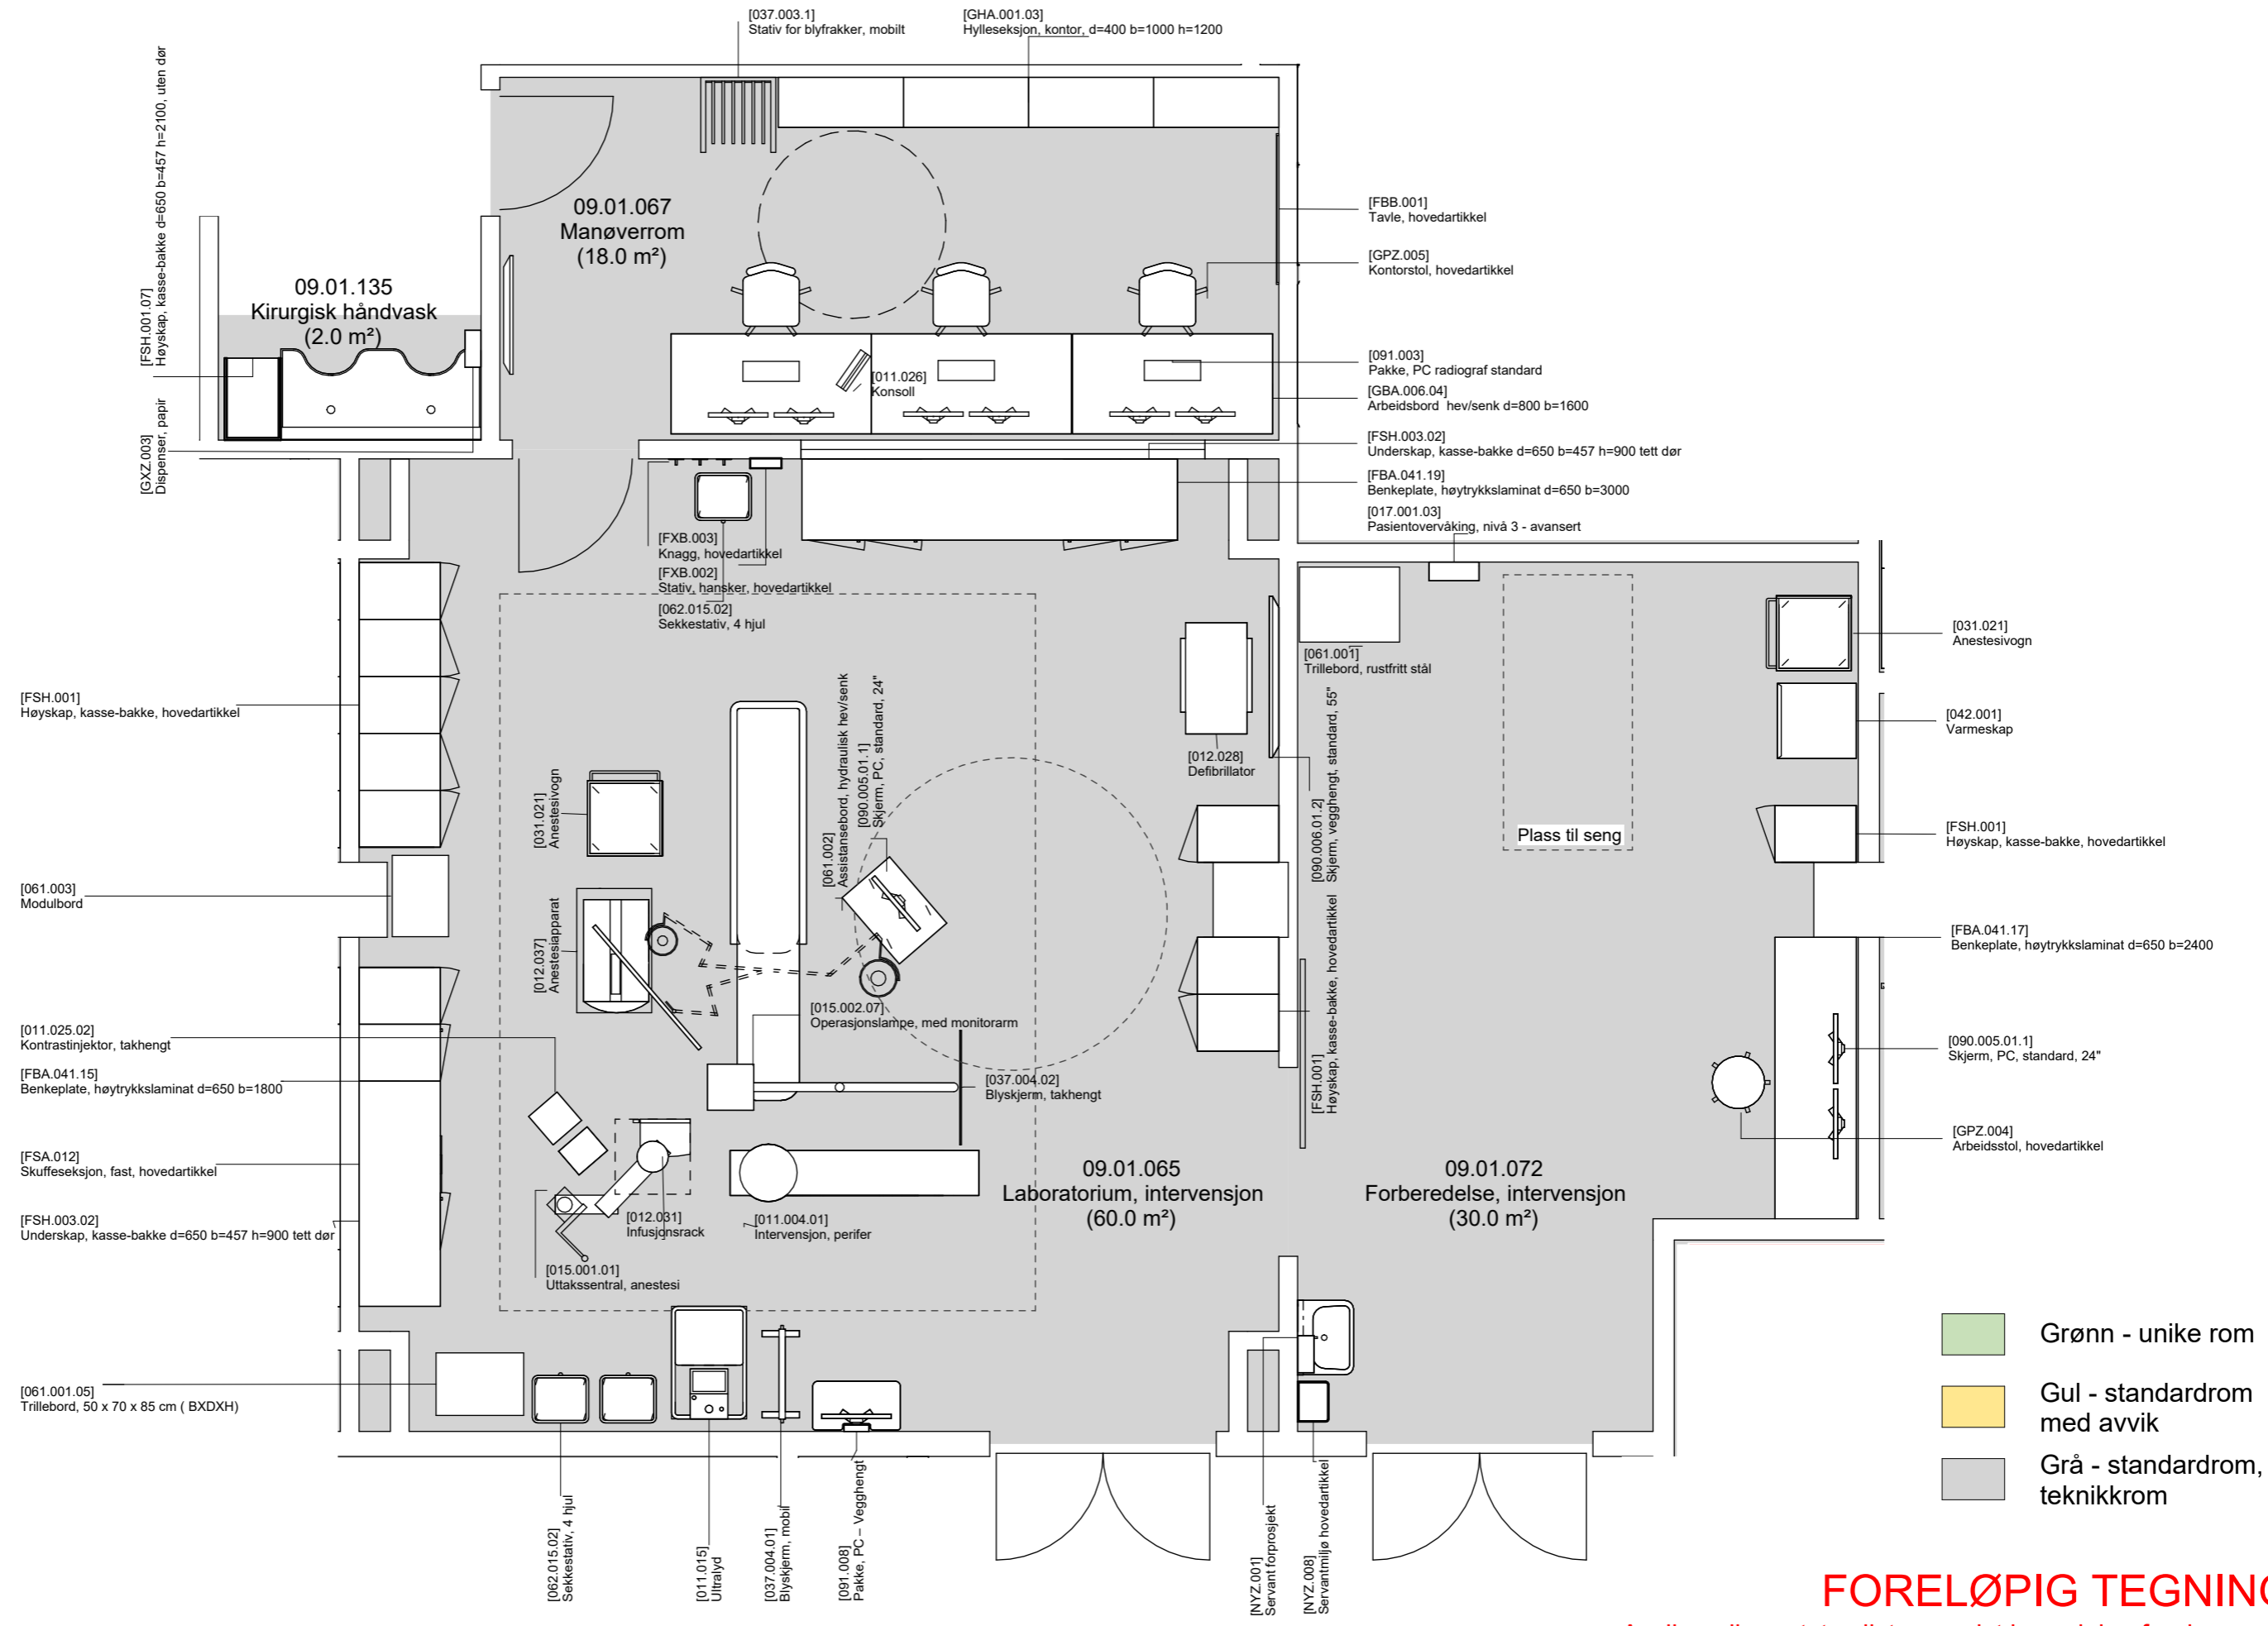 [037.003.1]
Stativ for blyfrakker, mobilt
[GHA.001.03]
Hylleseksjon, kontor, d=400 b=1000 h=1200
[FSH.001.07]
Høyskap, kasse-bakke d=650 b=457 h=2100, uten dør
09.01.067
Manøverrom
(18.0 m²)
[FBB.001]
Tavle, hovedartikkel
[GPZ.005]
Kontorstol, hovedartikkel
09.01.135
Kirurgisk håndvask
(2.0 m²)
[091.003]
Pakke, PC radiograf standard
[011.026]
Konsoll
[GBA.006.04]
Arbeidsbord hev/senk d=800 b=1600
[GXZ.003]
Dispenser, papir
[FSH.003.02]
Underskap, kasse-bakke d=650 b=457 h=900 tett dør
[FBA.041.19]
Benkeplate, høytrykkslaminat d=650 b=3000
[017.001.03]
Pasientovervåking, nivå 3 - avansert
[FXB.003]
Knagg, hovedartikkel
[FXB.002]
Stativ, hansker, hovedartikkel
[062.015.02]
Sekkestativ, 4 hjul
[031.021]
Anestesivogn
[061.001]
Trillebord, rustfritt stål
[FSH.001]
Høyskap, kasse-bakke, hovedartikkel
[042.001]
Varmeskap
[061.002]
Assistansebord, hydraulisk hev/senk
[090.005.01.1]
Skjerm, PC, standard, 24"
[012.028]
Defibrillator
[090.006.01.2]
Skjerm, vegghengt, standard, 55"
[031.021]
Anestesivogn
Plass til seng
[FSH.001]
Høyskap, kasse-bakke, hovedartikkel
[061.003]
Modulbord
[012.037]
Anestesiapparat
[FBA.041.17]
Benkeplate, høytrykkslaminat d=650 b=2400
[015.002.07]
Operasjonslampe, med monitorarm
[011.025.02]
Kontrastinjektor, takhengt
[FBA.041.15]
Benkeplate, høytrykkslaminat d=650 b=1800
[037.004.02]
Blyskjerm, takhengt
[FSH.001]
Høyskap, kasse-bakke, hovedartikkel
[090.005.01.1]
Skjerm, PC, standard, 24"
[GPZ.004]
Arbeidsstol, hovedartikkel
[FSA.012]
Skuffeseksjon, fast, hovedartikkel
09.01.065
Laboratorium, intervensjon
(60.0 m²)
09.01.072
Forberedelse, intervensjon
(30.0 m²)
[FSH.003.02]
Underskap, kasse-bakke d=650 b=457 h=900 tett dør
[012.031]
Infusjonsrack
[011.004.01]
Intervensjon, perifer
[015.001.01]
Uttakssentral, anestesi
[061.001.05]
Trillebord, 50 x 70 x 85 cm ( BXDXH)
[062.015.02]
Sekkestativ, 4 hjul
[011.015]
Ultralyd
[037.004.01]
Blyskjerm, mobil
[091.008]
Pakke, PC – Vegghengt
[NYZ.001]
Servant forprosjekt
[NYZ.008]
Servantmiljø hovedartikkel
Grønn - unike rom
Gul - standardrom
med avvik
Grå - standardrom,
teknikkrom
FORELØPIG TEGNING